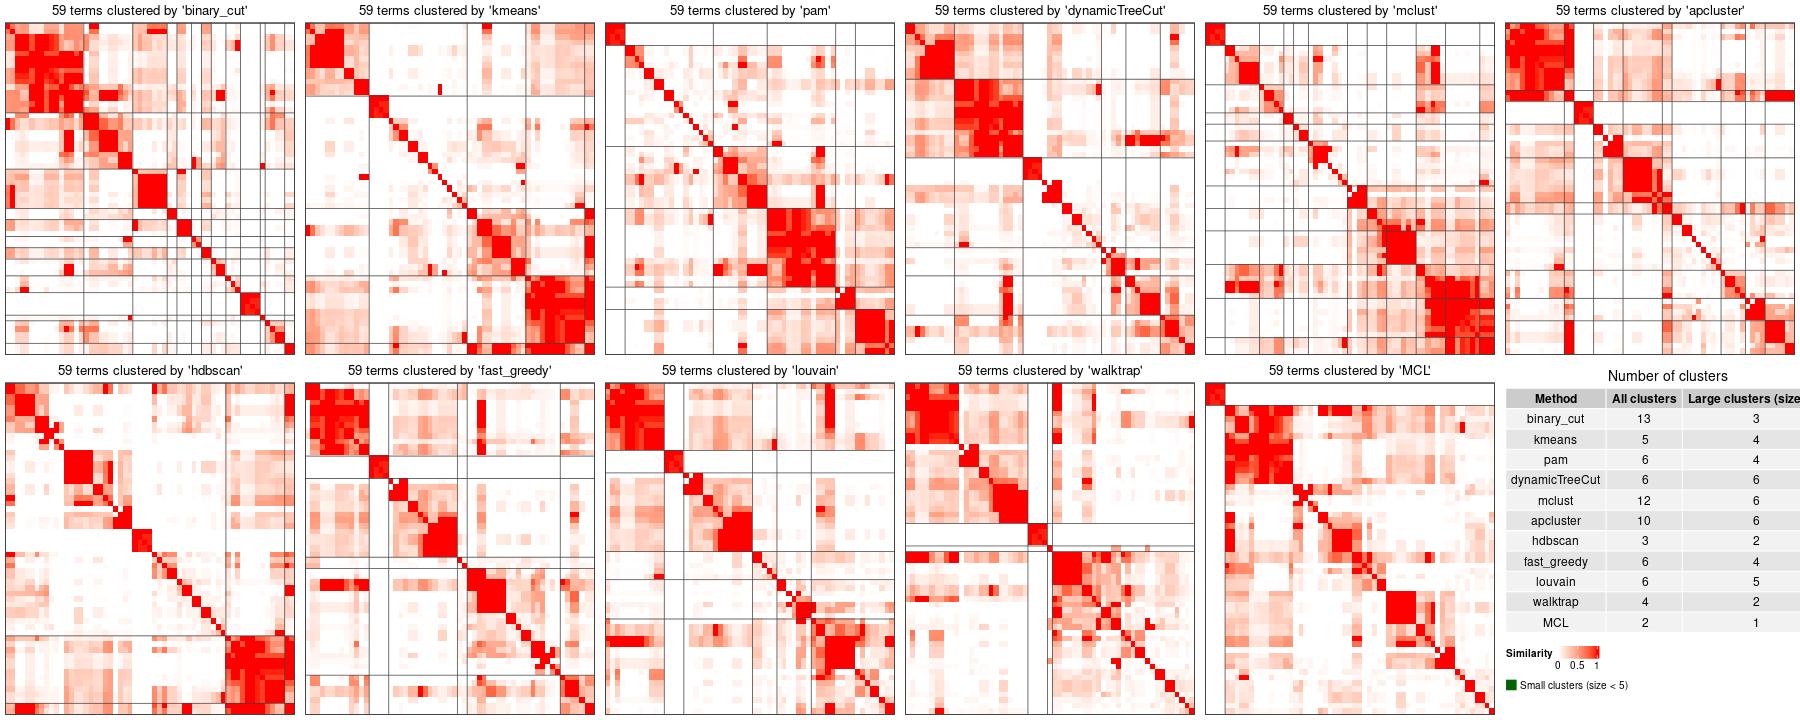 59 terms clustered by 'binary_cut'
59 terms clustered by 'kmeans'
59 terms clustered by 'pam'
59 terms clustered by 'dynamicTreeCut'
59 terms clustered by 'mclust'
59 terms clustered by 'apcluster'
59 terms clustered by 'hdbscan'
59 terms clustered by 'fast_greedy'
59 terms clustered by 'louvain'
59 terms clustered by 'walktrap'
59 terms clustered by 'MCL'
Number of clusters
Method All clusters Large clusters (size
binary_cut 13 3
kmeans 5 4
pam 6 4
dynamicTreeCut 6 6
mclust 12 6
apcluster 10 6
hdbscan 3 2
fast_greedy 6 4
louvain 6 5
walktrap 4 2
MCL 2 1
Similarity
0 0.5 1
Small clusters (size < 5)